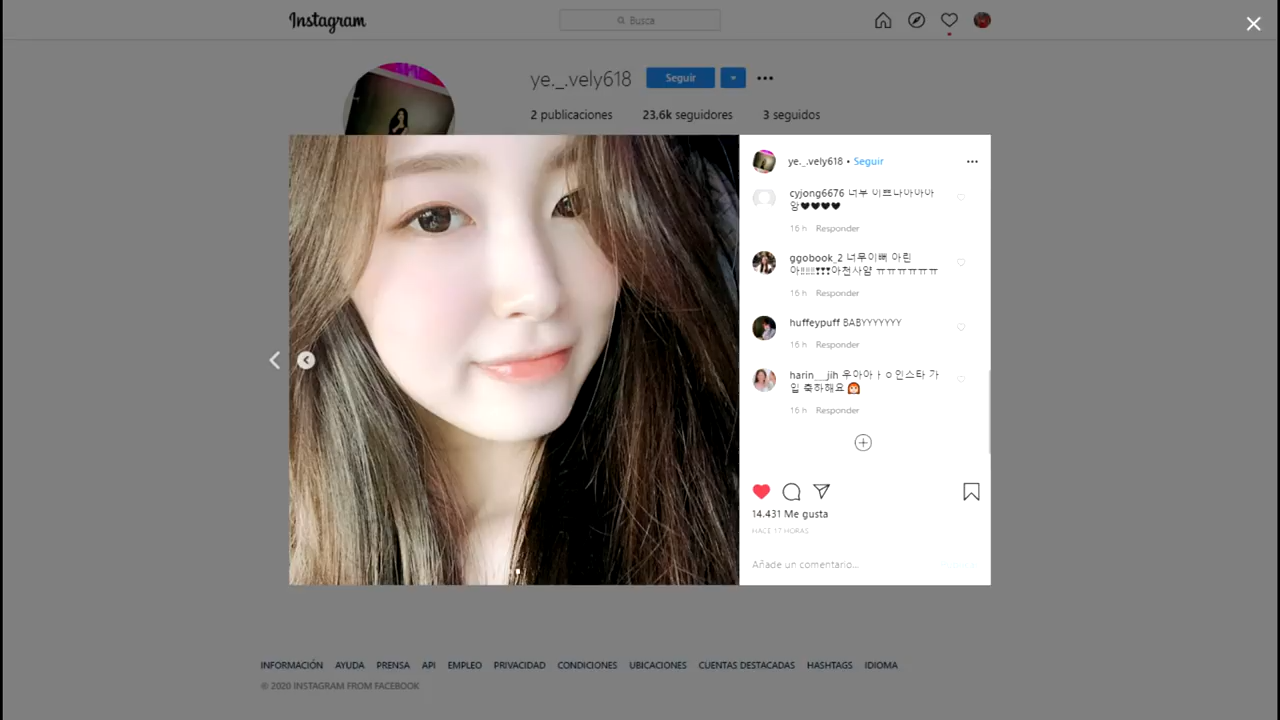 Instagram
Busca
ye._.vely618
Seguir
2 publicaciones 23,6k seguidores 3 seguidos
ye._.vely618 • Seguir
cyjong6676 너무 이쁘나아아아
앙♥♥♥♥
16 h Responder
ggobook_2 너무이뻐 아린
아!!!!!!❣❣❣아천사얌 ㅠㅠㅠㅠㅠㅠ
16 h Responder
huffeypuff BABYYYYYYY
16 h Responder
harin___jih 우아아ㅏㅇ인스타 가
입 축하해요
16 h Responder
14.431 Me gusta
HACE 17 HORAS
Añade un comentario...
INFORMACIÓN AYUDA PRENSA API EMPLEO PRIVACIDAD CONDICIONES UBICACIONES CUENTAS DESTACADAS HASHTAGS IDIOMA
© 2020 INSTAGRAM FROM FACEBOOK